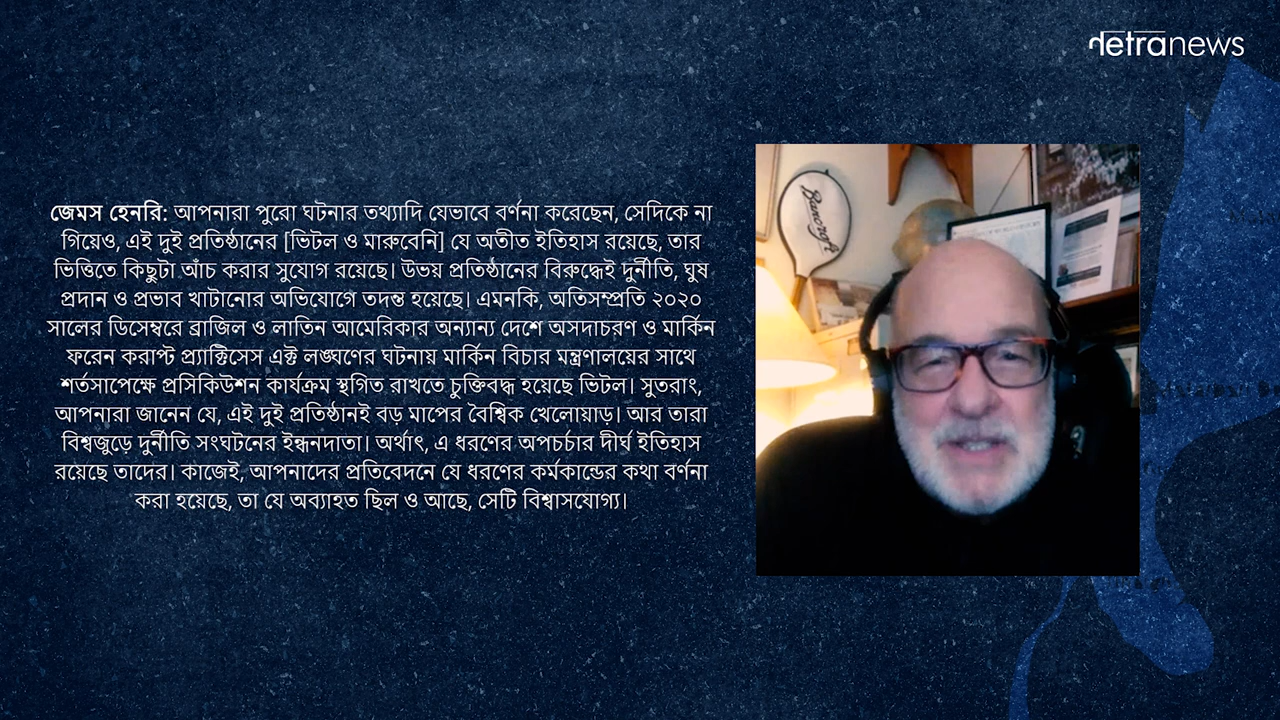 netranews
জেমস হেনরি: আপনারা পুরো ঘটনার তথ্যাদি যেভাবে বর্ণনা করেছেন, সেদিকে না
গিয়েও, এই দুই প্রতিষ্ঠানের [ভিটল ও মারুবেনি] যে অতীত ইতিহাস রয়েছে, তার
ভিত্তিতে কিছুটা আঁচ করার সুযোগ রয়েছে। উভয় প্রতিষ্ঠানের বিরুদ্ধেই দুর্নীতি, ঘুষ
প্রদান ও প্রভাব খাটানোর অভিযোগে তদন্ত হয়েছে। এমনকি, অতিসম্প্রতি ২০২০
সালের ডিসেম্বরে ব্রাজিল ও লাতিন আমেরিকার অন্যান্য দেশে অসদাচরণ ও মার্কিন
ফরেন করাপ্ট প্র্যাক্টিসেস এক্ট লঙ্ঘণের ঘটনায় মার্কিন বিচার মন্ত্রণালয়ের সাথে
শর্তসাপেক্ষে প্রসিকিউশন কার্যক্রম স্থগিত রাখতে চুক্তিবদ্ধ হয়েছে ভিটল। সুতরাং,
আপনারা জানেন যে, এই দুই প্রতিষ্ঠানই বড় মাপের বৈশ্বিক খেলোয়াড়। আর তারা
বিশ্বজুড়ে দুর্নীতি সংঘটনের ইন্ধনদাতা। অর্থাৎ, এ ধরণের অপচর্চার দীর্ঘ ইতিহাস
রয়েছে তাদের। কাজেই, আপনাদের প্রতিবেদনে যে ধরণের কর্মকান্ডের কথা বর্ণনা
করা হয়েছে, তা যে অব্যাহত ছিল ও আছে, সেটি বিশ্বাসযোগ্য।
Bancroft